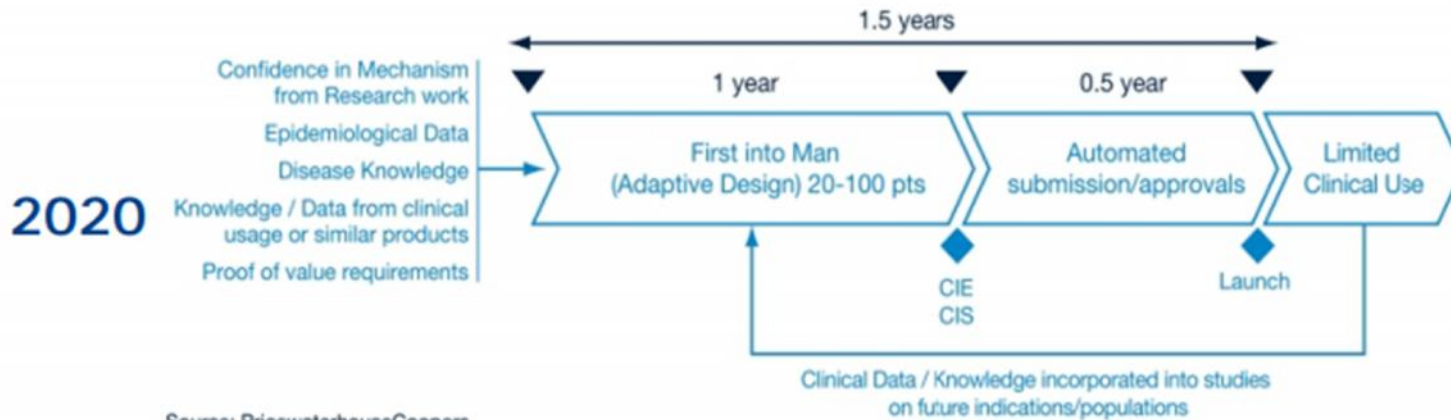 1.5 years
1 year
0.5 year
Confidence in Mechanism
from Research work
Epidemiological Data
Disease Knowledge
Knowledge / Data from clinical
usage or similar products
Proof of value requirements
2020
First into Man
(Adaptive Design) 20-100 pts
Automated
submission/approvals
Limited
Clinical Use
CIE
CIS
Launch
Clinical Data / Knowledge incorporated into studies
on future indications/populations
Source: PricewaterhouseCoopers